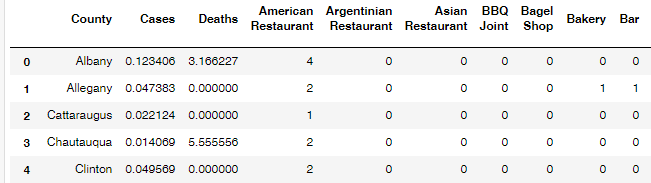 County Cases Deaths American Restaurant Argentinian Restaurant Asian Restaurant BBQ Joint Bagel Shop Bakery Bar
0 Albany 0.123406 3.166227 4 0 0 0 0 0 0
1 Allegany 0.047383 0.000000 2 0 0 0 0 1 1
2 Cattaraugus 0.022124 0.000000 1 0 0 0 0 0 0
3 Chautauqua 0.014069 5.555556 2 0 0 0 0 0 0
4 Clinton 0.049569 0.000000 2 0 0 0 0 0 0